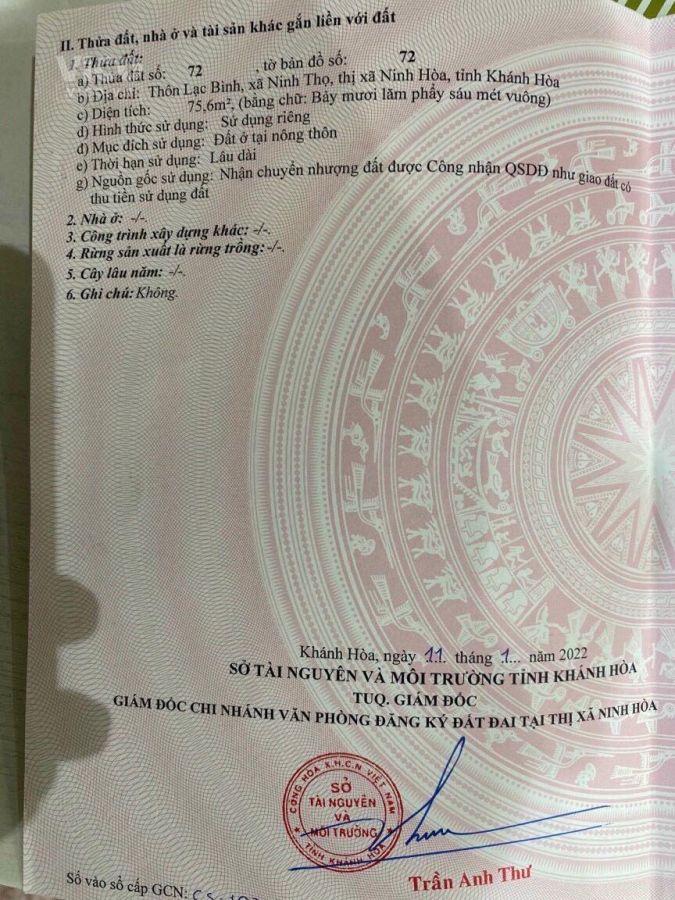 II. Thửa đất, nhà ở và tài sản khác gắn liền với đất
1. Thửa đất:
a) Thửa đất số: 72 , tờ bản đồ số: 72
b) Địa chỉ: Thôn Lạc Bình, xã Ninh Thọ, thị xã Ninh Hòa, tỉnh Khánh Hòa
c) Diện tích: 75,6m², (bằng chữ: Bảy mươi lăm phẩy sáu mét vuông)
d) Hình thức sử dụng: Sử dụng riêng
đ) Mục đích sử dụng: Đất ở tại nông thôn
e) Thời hạn sử dụng: Lâu dài
g) Nguồn gốc sử dụng: Nhận chuyển nhượng đất được Công nhận QSDĐ như giao đất có
thu tiền sử dụng đất
2. Nhà ở: -/-.
3. Công trình xây dựng khác: -/-.
4. Rừng sản xuất là rừng trồng: -/-.
5. Cây lâu năm: -/-.
6. Ghi chú: Không.
Khánh Hòa, ngày 11 tháng 1... năm 2022
SỞ TÀI NGUYÊN VÀ MÔI TRƯỜNG TỈNH KHÁNH HÒA
TUQ. GIÁM ĐỐC
GIÁM ĐỐC CHI NHÁNH VĂN PHÒNG ĐĂNG KÝ ĐẤT ĐAI TẠI THỊ XÃ NINH HÒA
CỘNG HÒA X.H.C.N VIỆT NAM
SỞ
TÀI NGUYÊN
VÀ
MÔI TRƯỜNG
TỈNH KHÁNH HÒA
Trần Anh Thư
Số vào sổ cấp GCN: CS